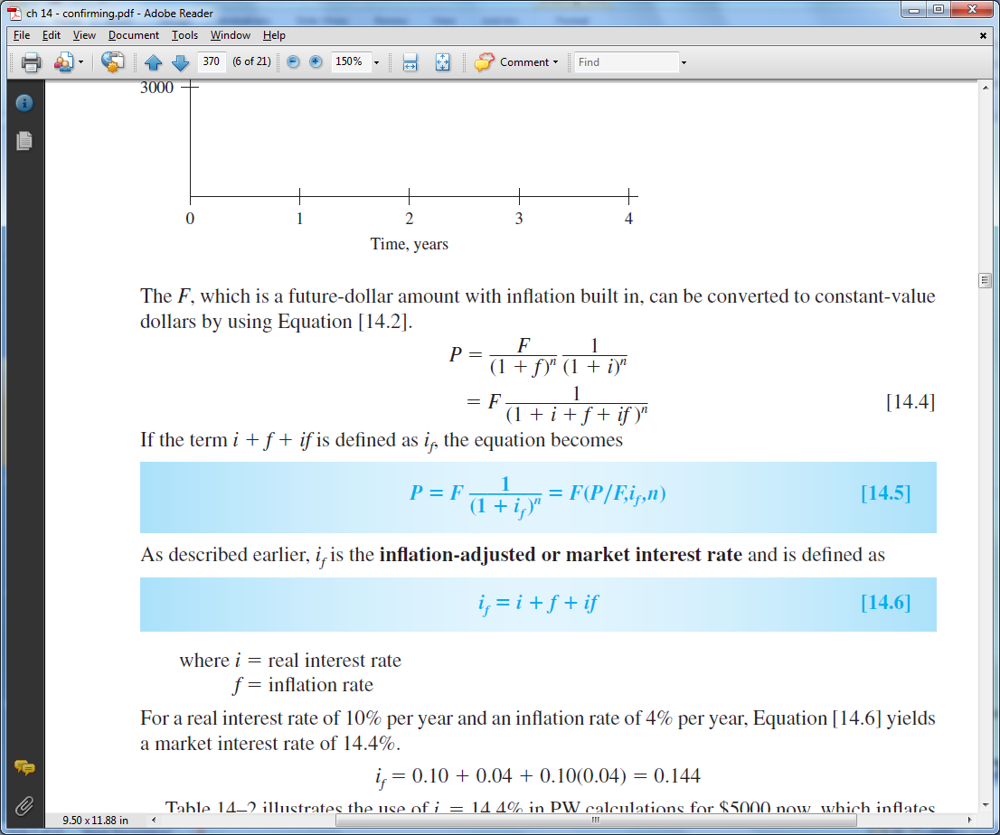 ch 14 - confirming.pdf - Adobe Reader
File Edit View Document Tools Window Help
370 (6 of 21) 150% Comment Find
3000
0 1 2 3 4
Time, years
The F, which is a future-dollar amount with inflation built in, can be converted to constant-value
dollars by using Equation [14.2].
P = F/(1 + f)ⁿ 1/(1 + i)ⁿ
= F 1/(1 + i + f + if)ⁿ [14.4]
If the term i + f + if is defined as i_f, the equation becomes
P = F 1/(1 + i_f)ⁿ = F(P/F,i_f,n) [14.5]
As described earlier, i_f is the inflation-adjusted or market interest rate and is defined as
i_f = i + f + if [14.6]
where i = real interest rate
f = inflation rate
For a real interest rate of 10% per year and an inflation rate of 4% per year, Equation [14.6] yields
a market interest rate of 14.4%.
i_f = 0.10 + 0.04 + 0.10(0.04) = 0.144
Table 14–2 illustrates the use of i = 14.4% in PW calculations for $5000 now, which inflates
9.50 x 11.88 in